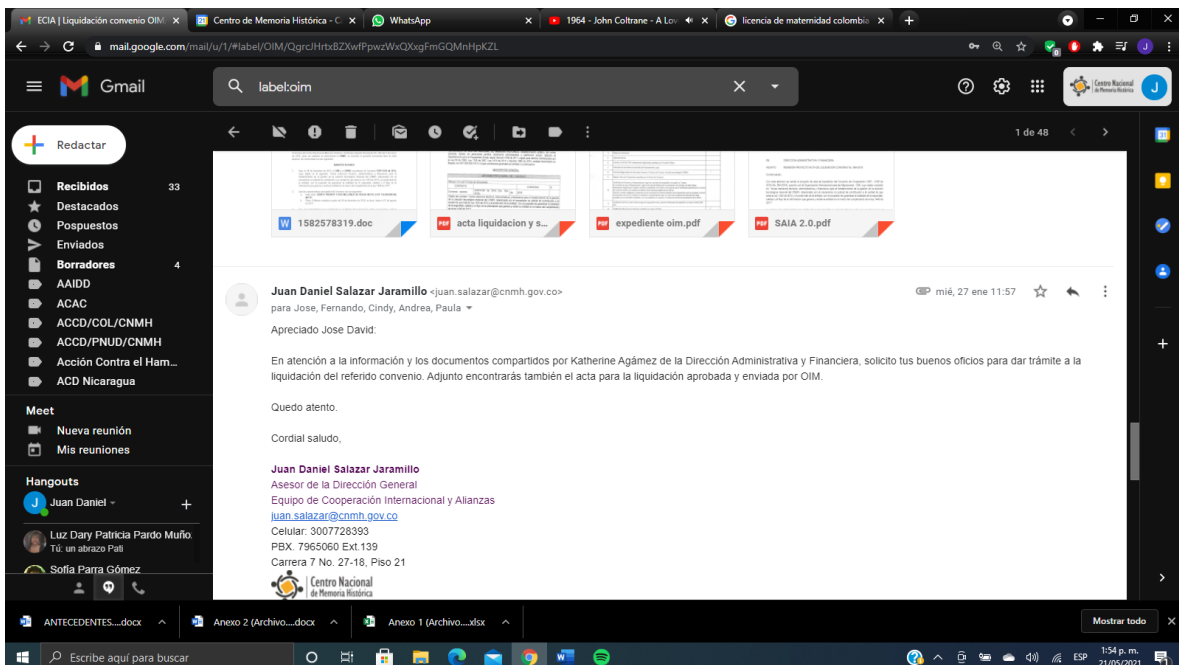 ECIA | Liquidación convenio OIM
Centro de Memoria Histórica - C
WhatsApp
1964 - John Coltrane - A Lov
licencia de maternidad colombia
mail.google.com/mail/u/1/#label/OIM/QgrcJHrtxBZXwfPpwzWxQXxgFmGQMnHpKZL
Gmail
label:oim
Centro Nacional
de Memoria Histórica
J
Redactar
1 de 48
Recibidos 33
Destacados
Pospuestos
Enviados
Borradores 4
AAIDD
ACAC
ACCD/COL/CNMH
ACCD/PNUD/CNMH
Acción Contra el Ham...
ACD Nicaragua
Meet
Nueva reunión
Mis reuniones
Hangouts
Juan Daniel
Luz Dary Patricia Pardo Muño
Tú: un abrazo Pati
Sofía Parra Gómez
W 1582578319.doc
PDF acta liquidacion y s...
PDF expediente oim.pdf
PDF SAIA 2.0.pdf
Juan Daniel Salazar Jaramillo <juan.salazar@cnmh.gov.co>
mié, 27 ene 11:57
para Jose, Fernando, Cindy, Andrea, Paula
Apreciado Jose David:
En atención a la información y los documentos compartidos por Katherine Agámez de la Dirección Administrativa y Financiera, solicito tus buenos oficios para dar trámite a la
liquidación del referido convenio. Adjunto encontrarás también el acta para la liquidación aprobada y enviada por OIM.
Quedo atento.
Cordial saludo,
Juan Daniel Salazar Jaramillo
Asesor de la Dirección General
Equipo de Cooperación Internacional y Alianzas
juan.salazar@cnmh.gov.co
Celular: 3007728393
PBX. 7965060 Ext.139
Carrera 7 No. 27-18, Piso 21
Centro Nacional
de Memoria Histórica
ANTECEDENTES....docx
Anexo 2 (Archivo....docx
Anexo 1 (Archivo....xlsx
Mostrar todo
Escribe aquí para buscar
ESP
1:54 p. m.
21/05/2021